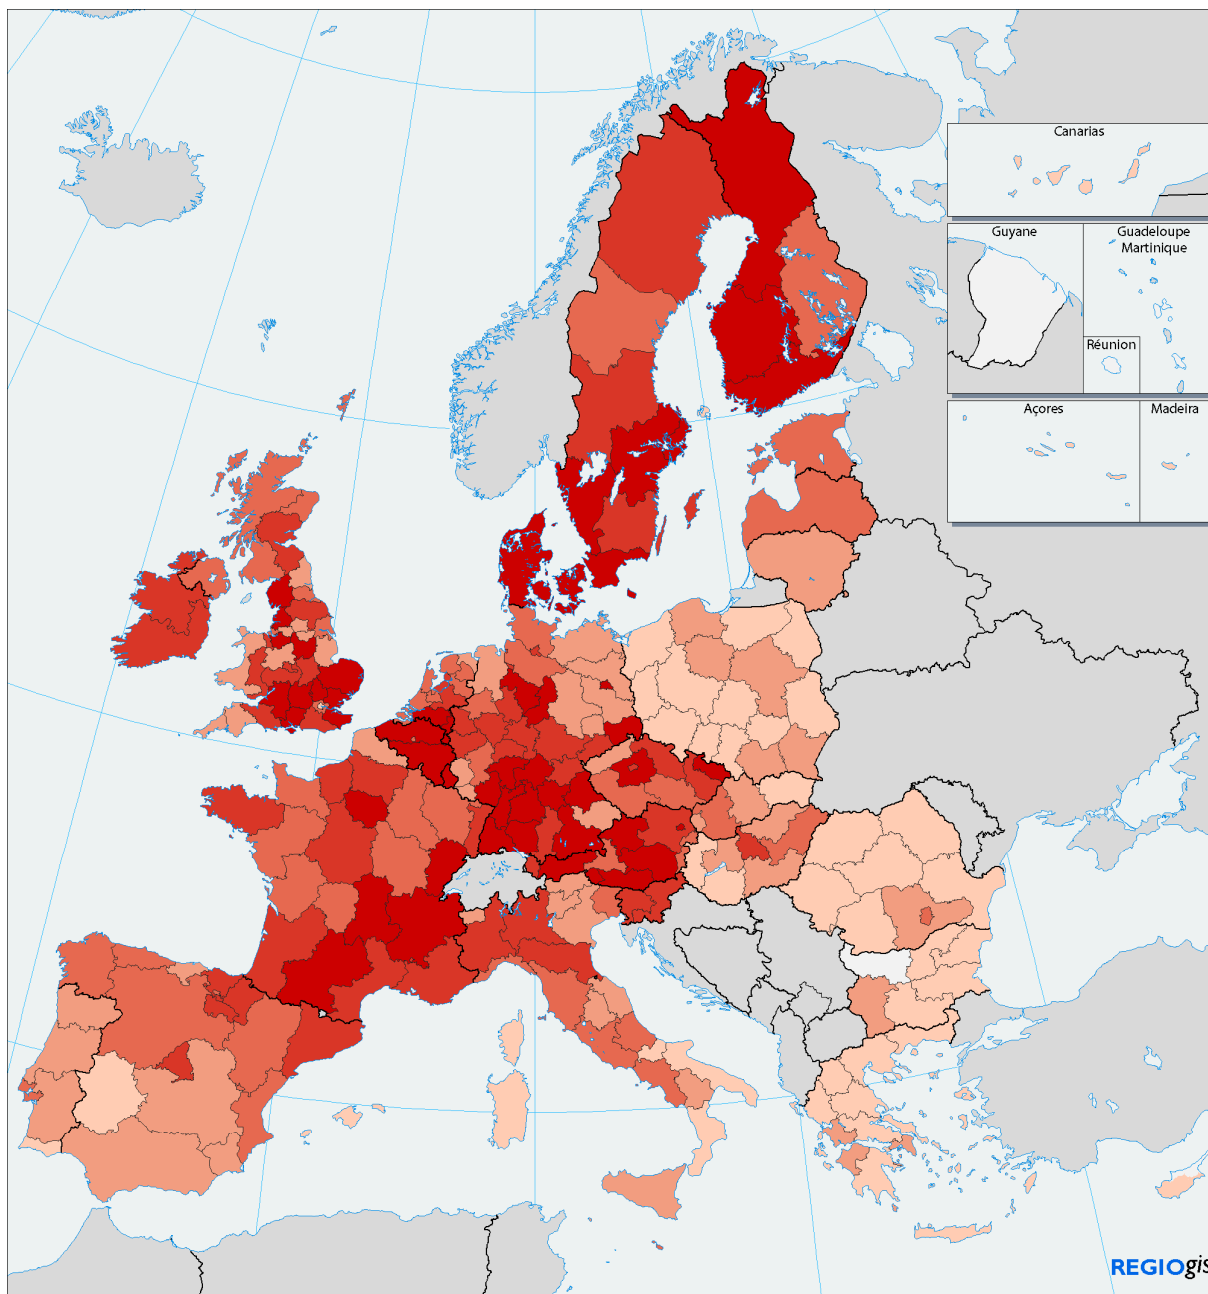 Canarias
Guyane
Guadeloupe
Martinique
Réunion
Açores
Madeira
REGIOgis